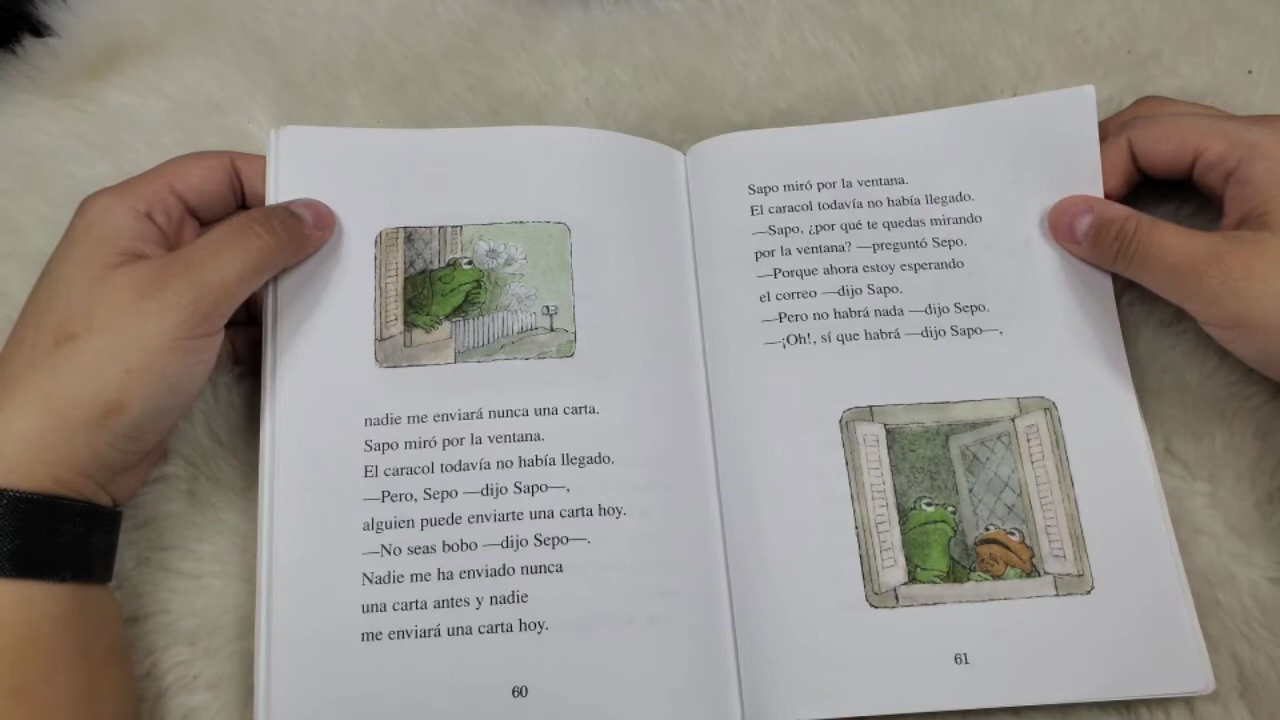 nadie me enviará nunca una carta.
Sapo miró por la ventana.
El caracol todavía no había llegado.
—Pero, Sepo —dijo Sapo—,
alguien puede enviarte una carta hoy.
—No seas bobo —dijo Sepo—.
Nadie me ha enviado nunca
una carta antes y nadie
me enviará una carta hoy.
60
Sapo miró por la ventana.
El caracol todavía no había llegado.
—Sapo, ¿por qué te quedas mirando
por la ventana? —preguntó Sepo.
—Porque ahora estoy esperando
el correo —dijo Sapo.
—Pero no habrá nada —dijo Sepo.
—¡Oh!, sí que habrá —dijo Sapo—,
61